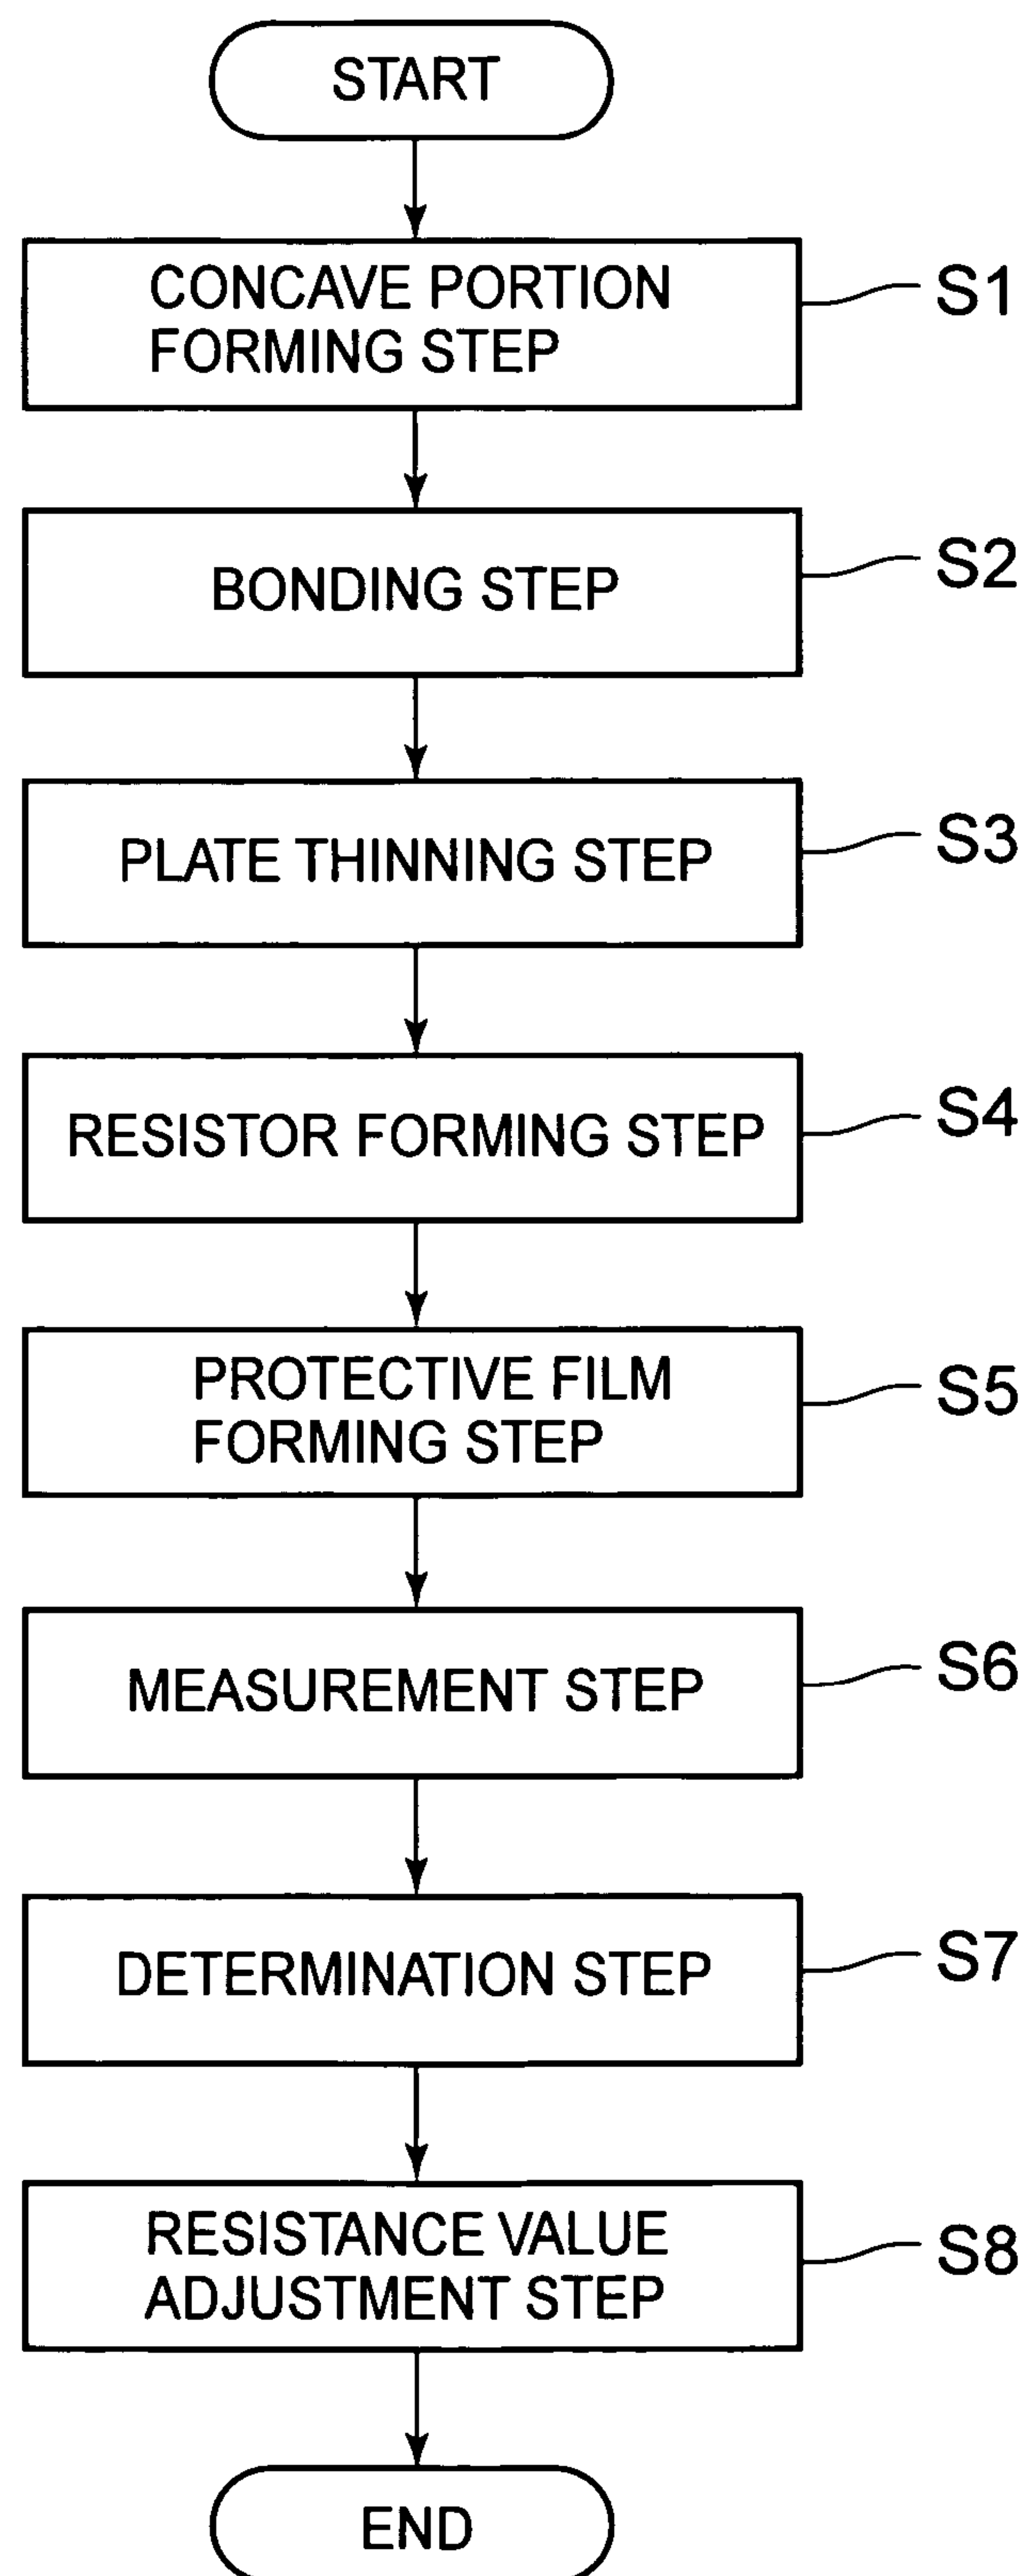 START
CONCAVE PORTION
FORMING STEP
S1
BONDING STEP
S2
PLATE THINNING STEP
S3
RESISTOR FORMING STEP
S4
PROTECTIVE FILM
FORMING STEP
S5
MEASUREMENT STEP
S6
DETERMINATION STEP
S7
RESISTANCE VALUE
ADJUSTMENT STEP
S8
END